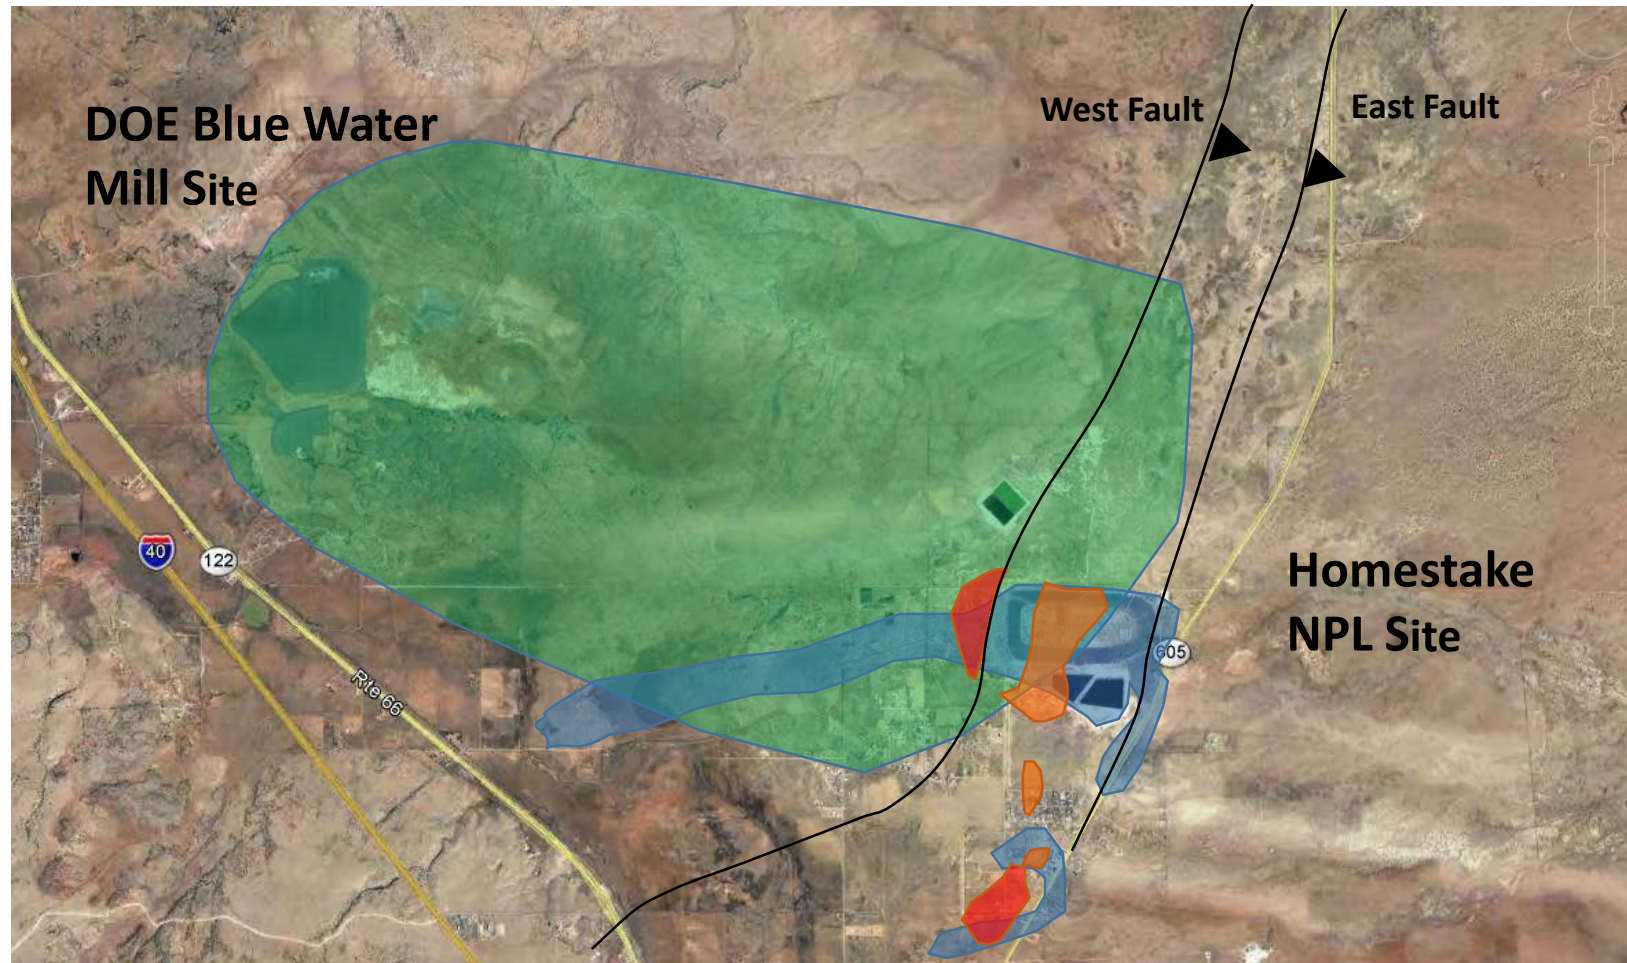 DOE Blue Water
Mill Site
West Fault
East Fault
40
122
Rte 66
Homestake
NPL Site
605